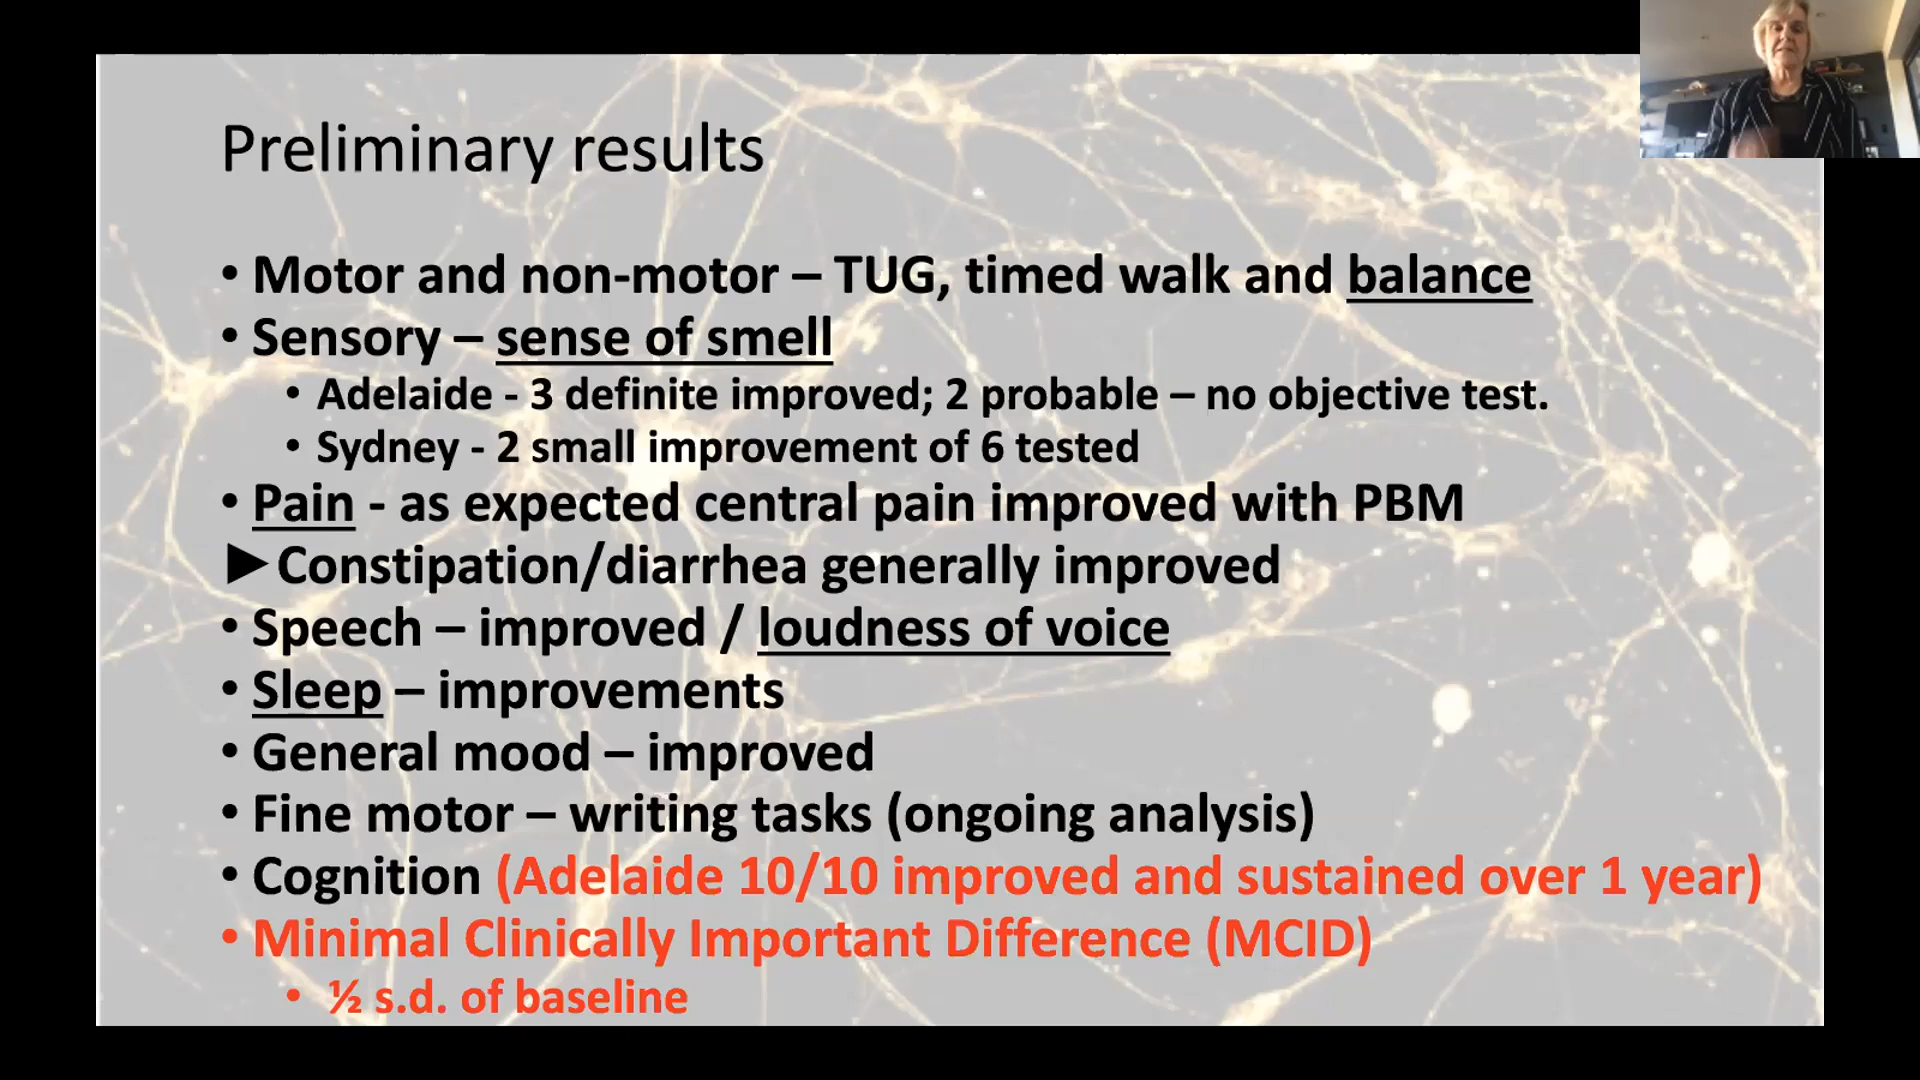 Preliminary results
• Motor and non-motor – TUG, timed walk and balance
• Sensory – sense of smell
• Adelaide - 3 definite improved; 2 probable – no objective test.
• Sydney - 2 small improvement of 6 tested
• Pain - as expected central pain improved with PBM
►Constipation/diarrhea generally improved
• Speech – improved / loudness of voice
• Sleep – improvements
• General mood – improved
• Fine motor – writing tasks (ongoing analysis)
• Cognition (Adelaide 10/10 improved and sustained over 1 year)
• Minimal Clinically Important Difference (MCID)
• ½ s.d. of baseline